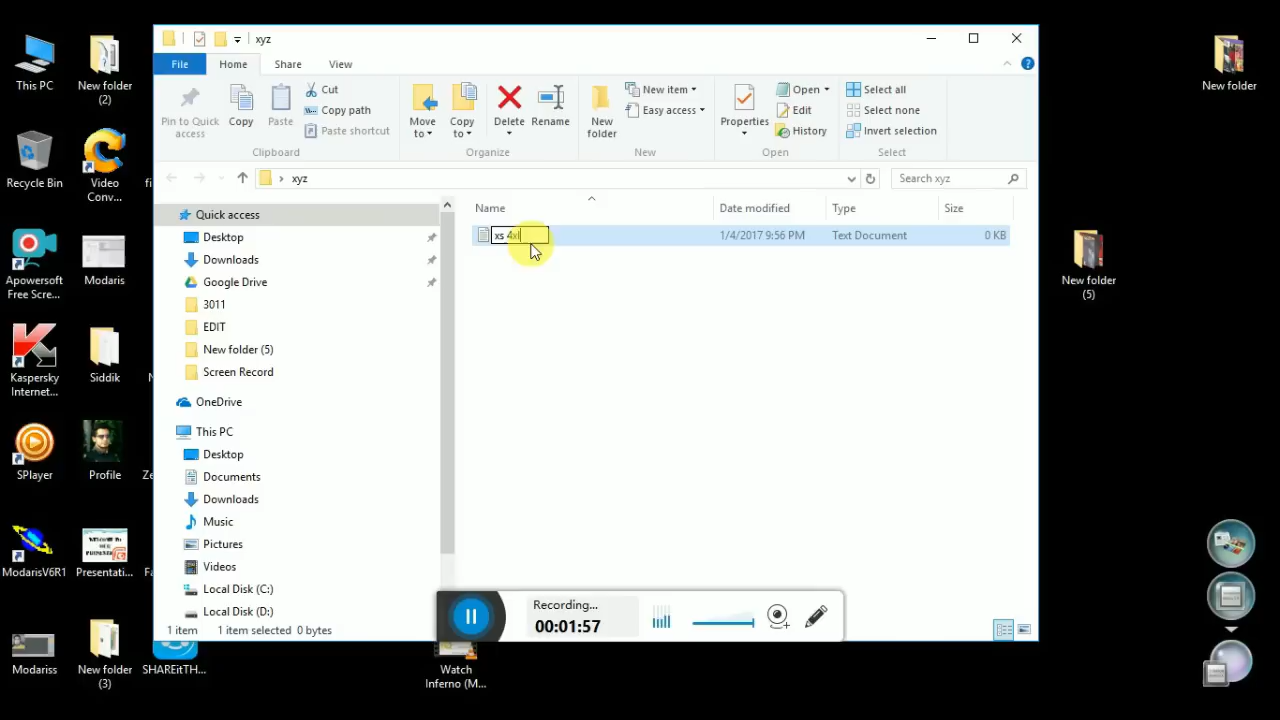 xyz
File
Home
Share
View
Pin to Quick access
Copy
Paste
Cut
Copy path
Paste shortcut
Clipboard
Move to
Copy to
Delete
Rename
Organize
New folder
New item
Easy access
New
Properties
Open
Edit
History
Open
Select all
Select none
Invert selection
Select
xyz
Search xyz
Quick access
Desktop
Downloads
Google Drive
3011
EDIT
New folder (5)
Screen Record
OneDrive
This PC
Desktop
Documents
Downloads
Music
Pictures
Videos
Local Disk (C:)
Local Disk (D:)
Name
Date modified
Type
Size
xs 4xl
1/4/2017 9:56 PM
Text Document
0 KB
1 item
1 item selected 0 bytes
Recording...
00:01:57
This PC
New folder
(2)
Recycle Bin
Video
Conv...
fi
Apowersoft
Free Scre...
Modaris
Kaspersky
Internet...
Siddik
SPlayer
Profile
Ze
ModarisV6R1
Presentati...
Fa
Modariss
New folder
(3)
SHAREitTH...
Watch
Inferno (M...
New folder
New folder
(5)